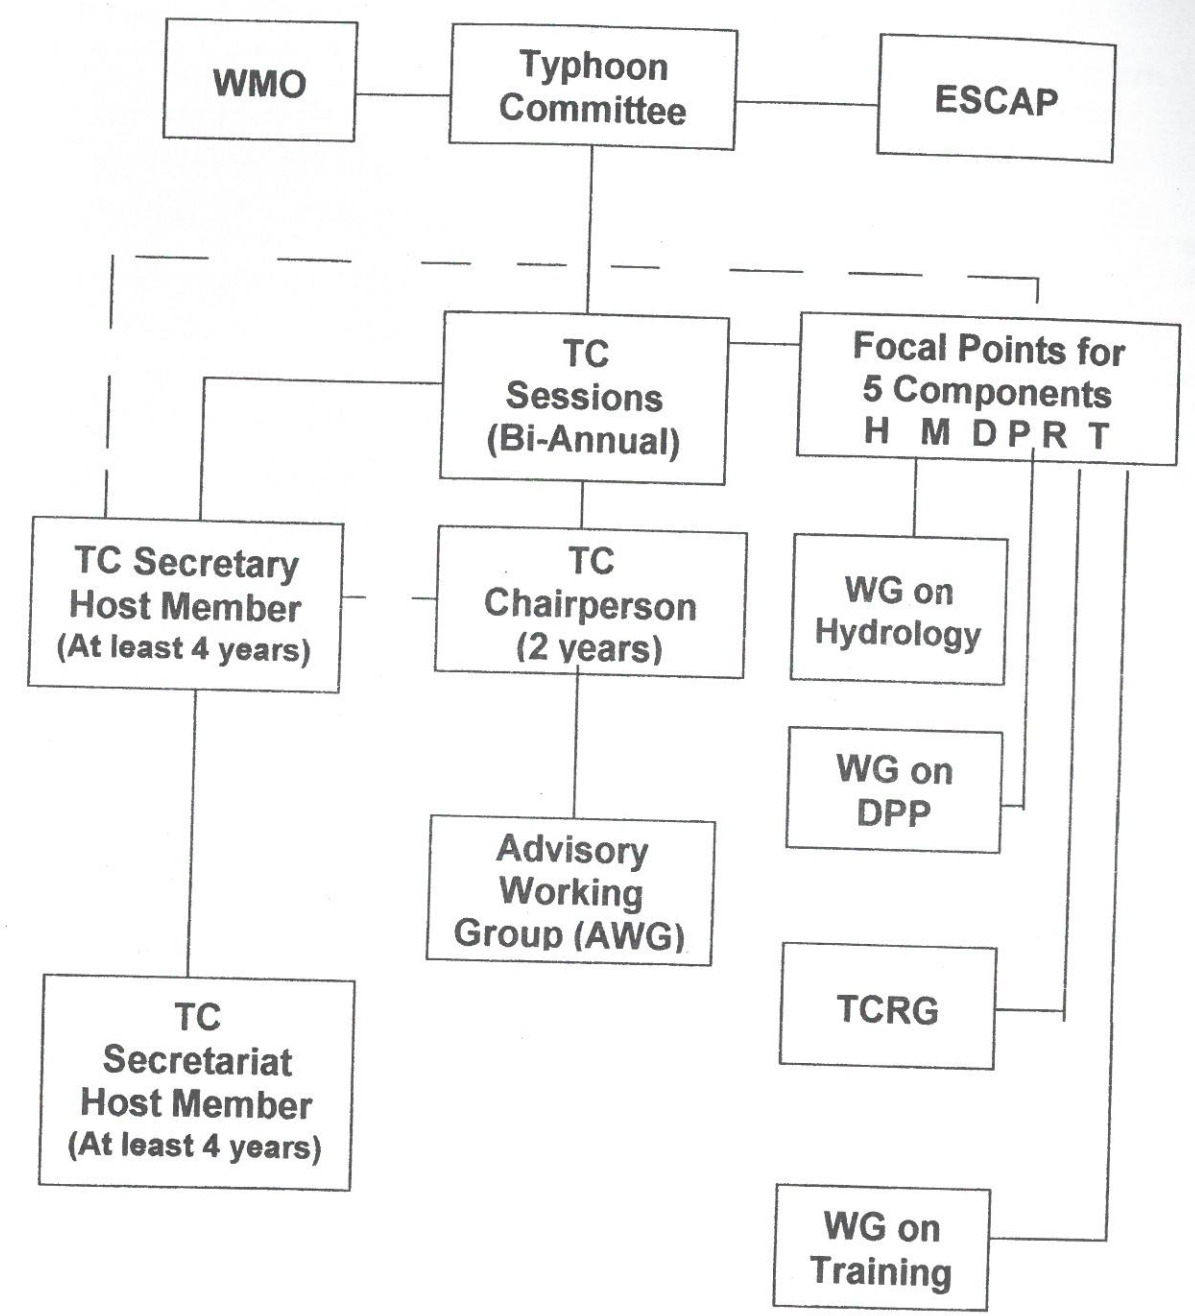 WMO
Typhoon
Committee
ESCAP
TC
Sessions
(Bi-Annual)
Focal Points for
5 Components
H M D P R T
TC Secretary
Host Member
(At least 4 years)
TC
Chairperson
(2 years)
WG on
Hydrology
WG on
DPP
Advisory
Working
Group (AWG)
TCRG
TC
Secretariat
Host Member
(At least 4 years)
WG on
Training